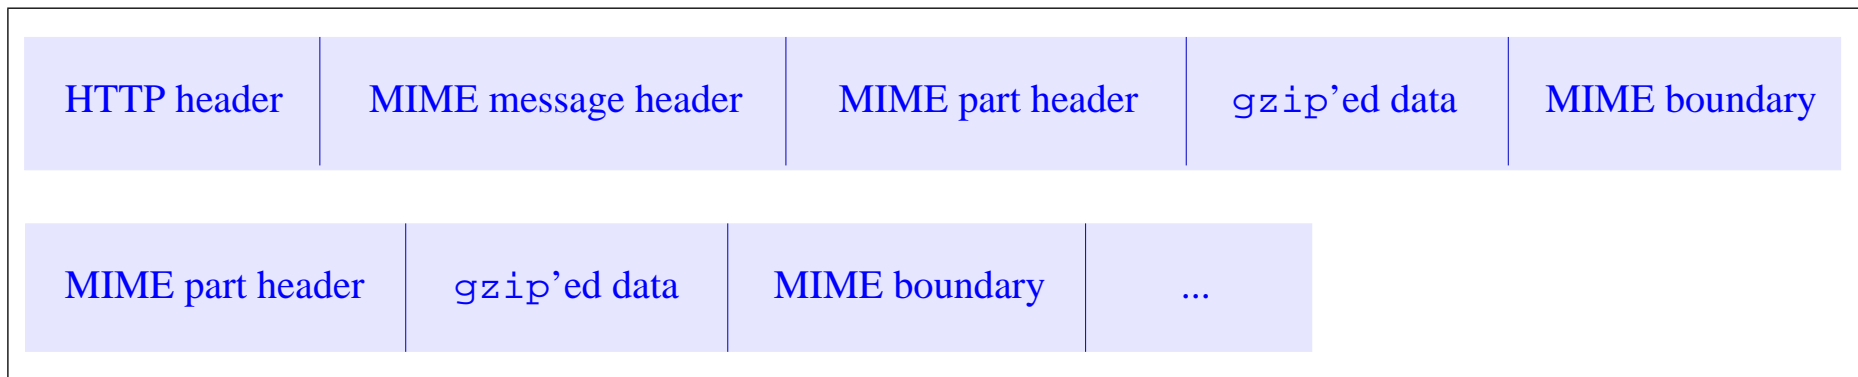 HTTP header MIME message header MIME part header gzip’ed data MIME boundary
MIME part header gzip’ed data MIME boundary ...